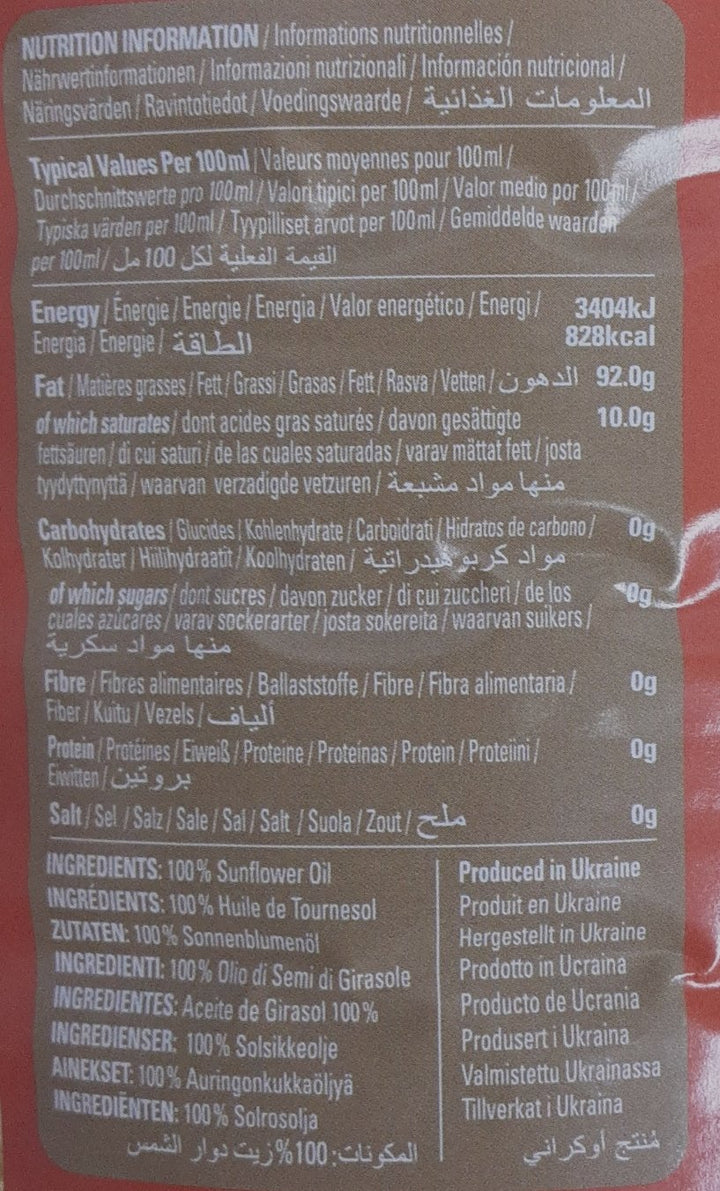 NUTRITION INFORMATION / Informations nutritionnelles /
Nährwertinformationen / Informazioni nutrizionali / Información nutricional /
Näringsvärden / Ravintotiedot / Voedingswaarde / المعلومات الغذائية
Typical Values Per 100ml | Valeurs moyennes pour 100ml /
Durchschnittswerte pro 100ml / Valori tipici per 100ml / Valor medio por 100ml /
Typiska värden per 100ml / Tyypilliset arvot per 100ml / Gemiddelde waarden
per 100ml / القيمة الفعلية لكل 100 مل
Energy / Énergie / Energie / Energia / Valor energético / Energi / 3404kJ
Energia / Energie / الطاقة 828kcal
Fat / Matières grasses / Fett / Grassi / Grasas / Fett / Rasva / Vetten / الدهون 92.0g
of which saturates / dont acides gras saturés / davon gesättigte 10.0g
fettsäuren / di cui saturi / de las cuales saturadas / varav mättat fett / josta
tyydyttynyttä / waarvan verzadigde vetzuren / منها مواد مشبعة
Carbohydrates | Glucides | Kohlenhydrate / Carboidrati / Hidratos de carbono / 0g
Kolhydrater / Hiilihydraatit / Koolhydraten / مواد كربوهيدراتية
of which sugars / dont sucres / davon zucker / di cui zuccheri / de los 0g
cuales azúcares / varav sockerarter / josta sokereita / waarvan suikers /
منها مواد سكرية
Fibre / Fibres alimentaires / Ballaststoffe / Fibre / Fibra alimentaria / 0g
Fiber / Kuitu / Vezels / ألياف
Protein / Protéines / Eiweiß / Proteine / Proteínas / Protein / Proteiini / 0g
Eiwitten / بروتين
Salt / Sel / Salz / Sale / Sal / Salt / Suola / Zout / ملح 0g
INGREDIENTS: 100% Sunflower Oil
INGRÉDIENTS: 100% Huile de Tournesol
ZUTATEN: 100% Sonnenblumenöl
INGREDIENTI: 100% Olio di Semi di Girasole
INGREDIENTES: Aceite de Girasol 100%
INGREDIENSER: 100% Solsikkeolje
AINEKSET: 100% Auringonkukkaöljyä
INGREDIËNTEN: 100% Solrosolja
المكونات: 100% زيت دوار الشمس
Produced in Ukraine
Produit en Ukraine
Hergestellt in Ukraine
Prodotto in Ucraina
Producto de Ucrania
Produsert i Ukraina
Valmistettu Ukrainassa
Tillverkat i Ukraina
مُنتج أوكراني